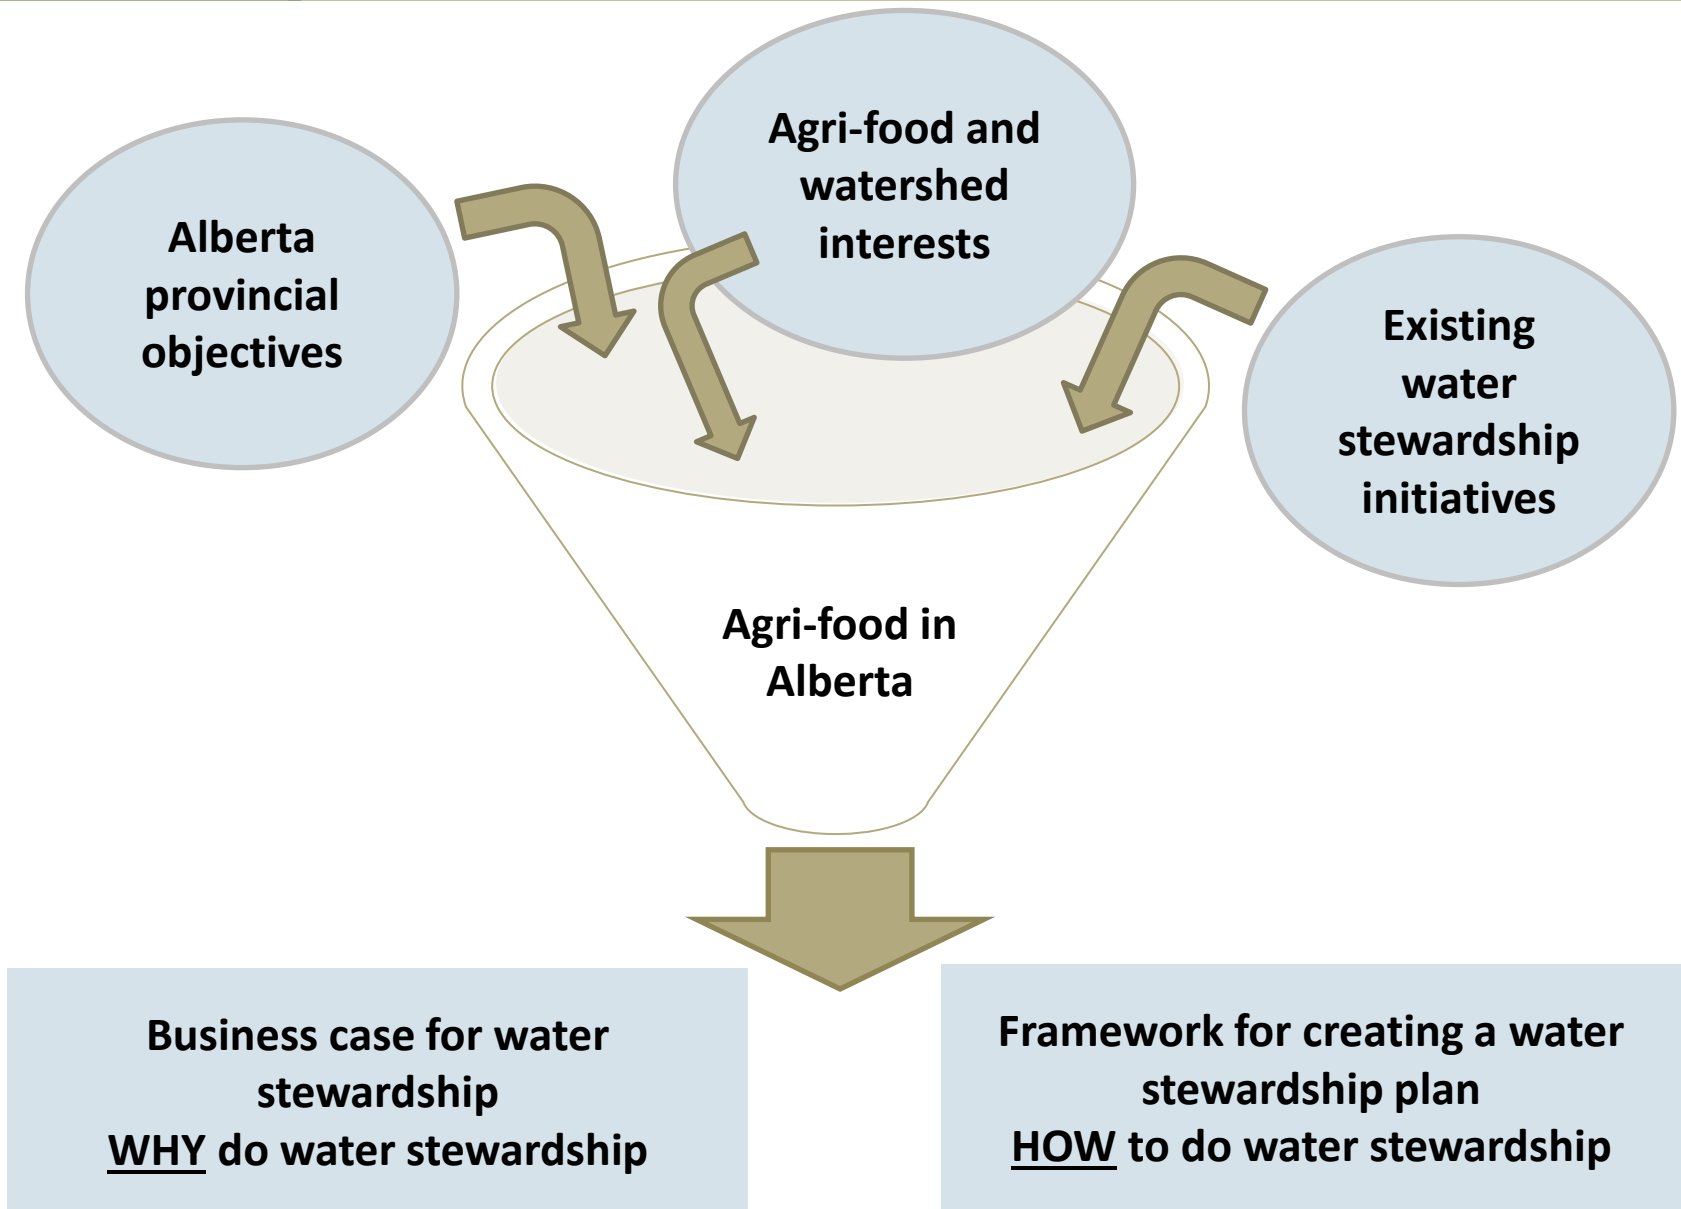 Agri-food and
watershed
interests
Alberta
provincial
objectives
Existing
water
stewardship
initiatives
Agri-food in
Alberta
Business case for water
stewardship
WHY do water stewardship
Framework for creating a water
stewardship plan
HOW to do water stewardship